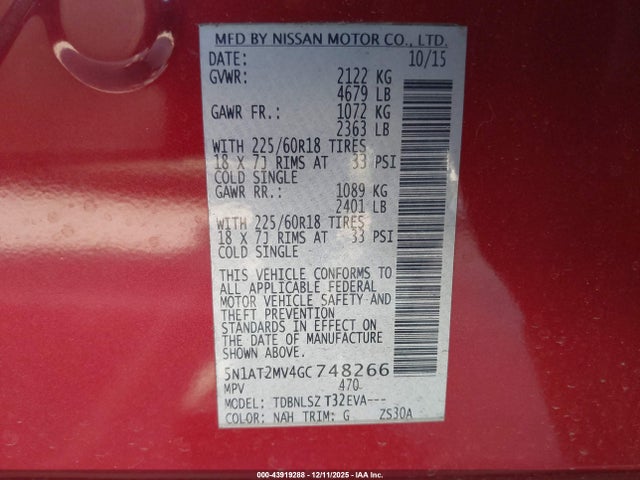 MFD BY NISSAN MOTOR CO., LTD.
DATE: 10/15
GVWR: 2122 KG
4679 LB
GAWR FR.: 1072 KG
2363 LB
WITH 225/60R18 TIRES
18 X 7J RIMS AT 33 PSI
COLD SINGLE
GAWR RR.: 1089 KG
2401 LB
WITH 225/60R18 TIRES
18 X 7J RIMS AT 33 PSI
COLD SINGLE
THIS VEHICLE CONFORMS TO
ALL APPLICABLE FEDERAL
MOTOR VEHICLE SAFETY AND
THEFT PREVENTION
STANDARDS IN EFFECT ON
THE DATE OF MANUFACTURE
SHOWN ABOVE.
5N1AT2MV4GC748266
MPV 470
MODEL: TDBNLSZ T32EVA---
COLOR: NAH TRIM: G ZS30A
000-43919288 - 12/11/2025 - IAA Inc.